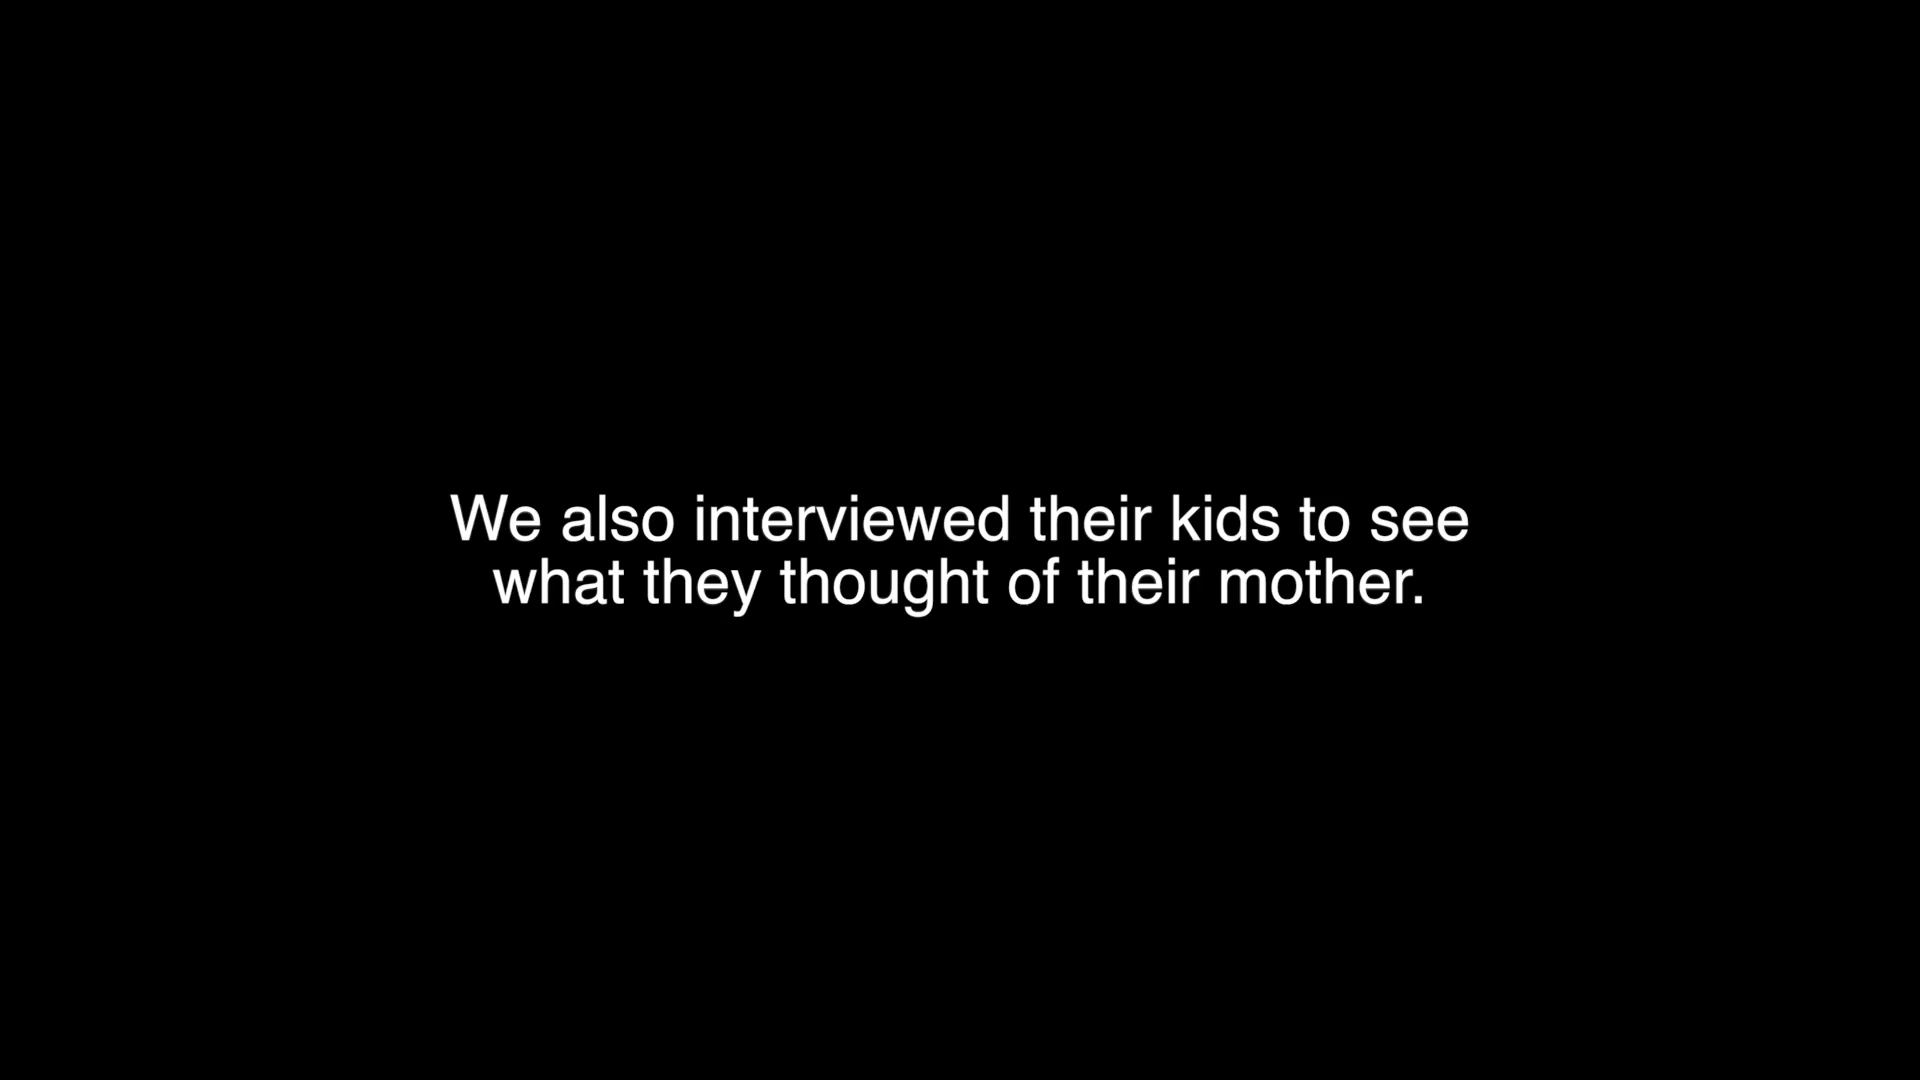 We also interviewed their kids to see
what they thought of their mother.